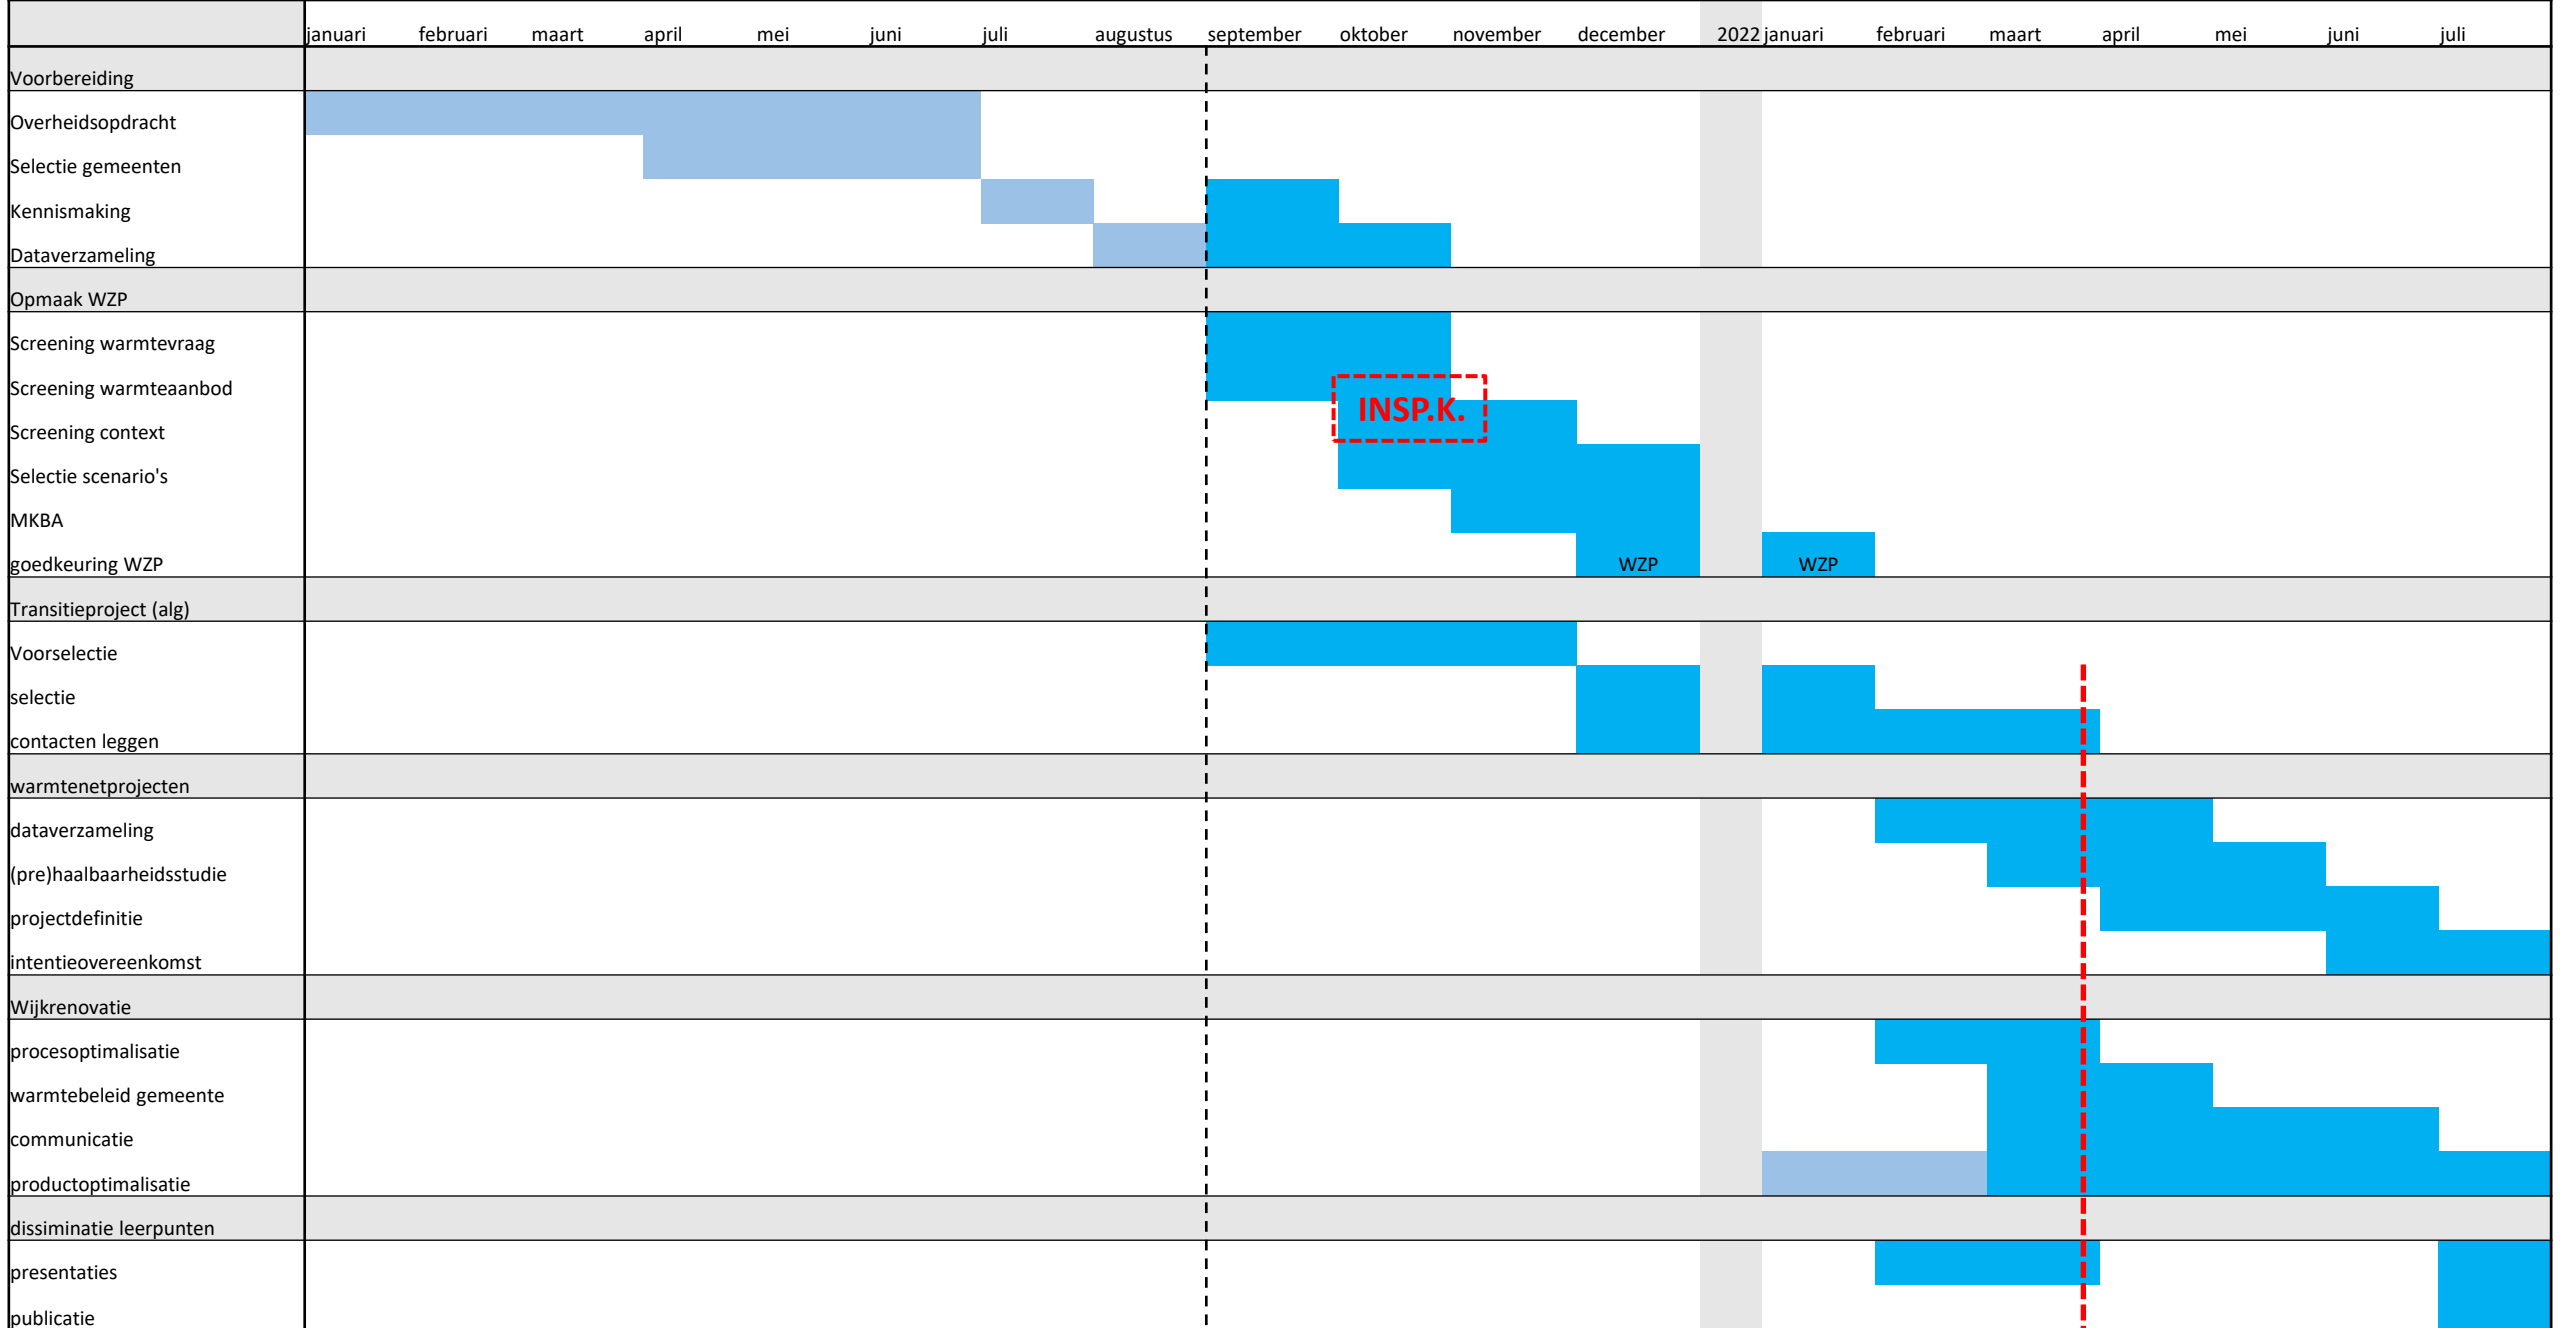 januari februari maart april mei juni juli augustus september oktober november december 2022 januari februari maart april mei juni juli
Voorbereiding
Overheidsopdracht
Selectie gemeenten
Kennismaking
Dataverzameling
Opmaak WZP
Screening warmtevraag
Screening warmteaanbod
INSP.K.
Screening context
Selectie scenario's
MKBA
goedkeuring WZP WZP WZP
Transitieproject (alg)
Voorselectie
selectie
contacten leggen
warmtenetprojecten
dataverzameling
(pre)haalbaarheidsstudie
projectdefinitie
intentieovereenkomst
Wijkrenovatie
procesoptimalisatie
warmtebeleid gemeente
communicatie
productoptimalisatie
dissiminatie leerpunten
presentaties
publicatie